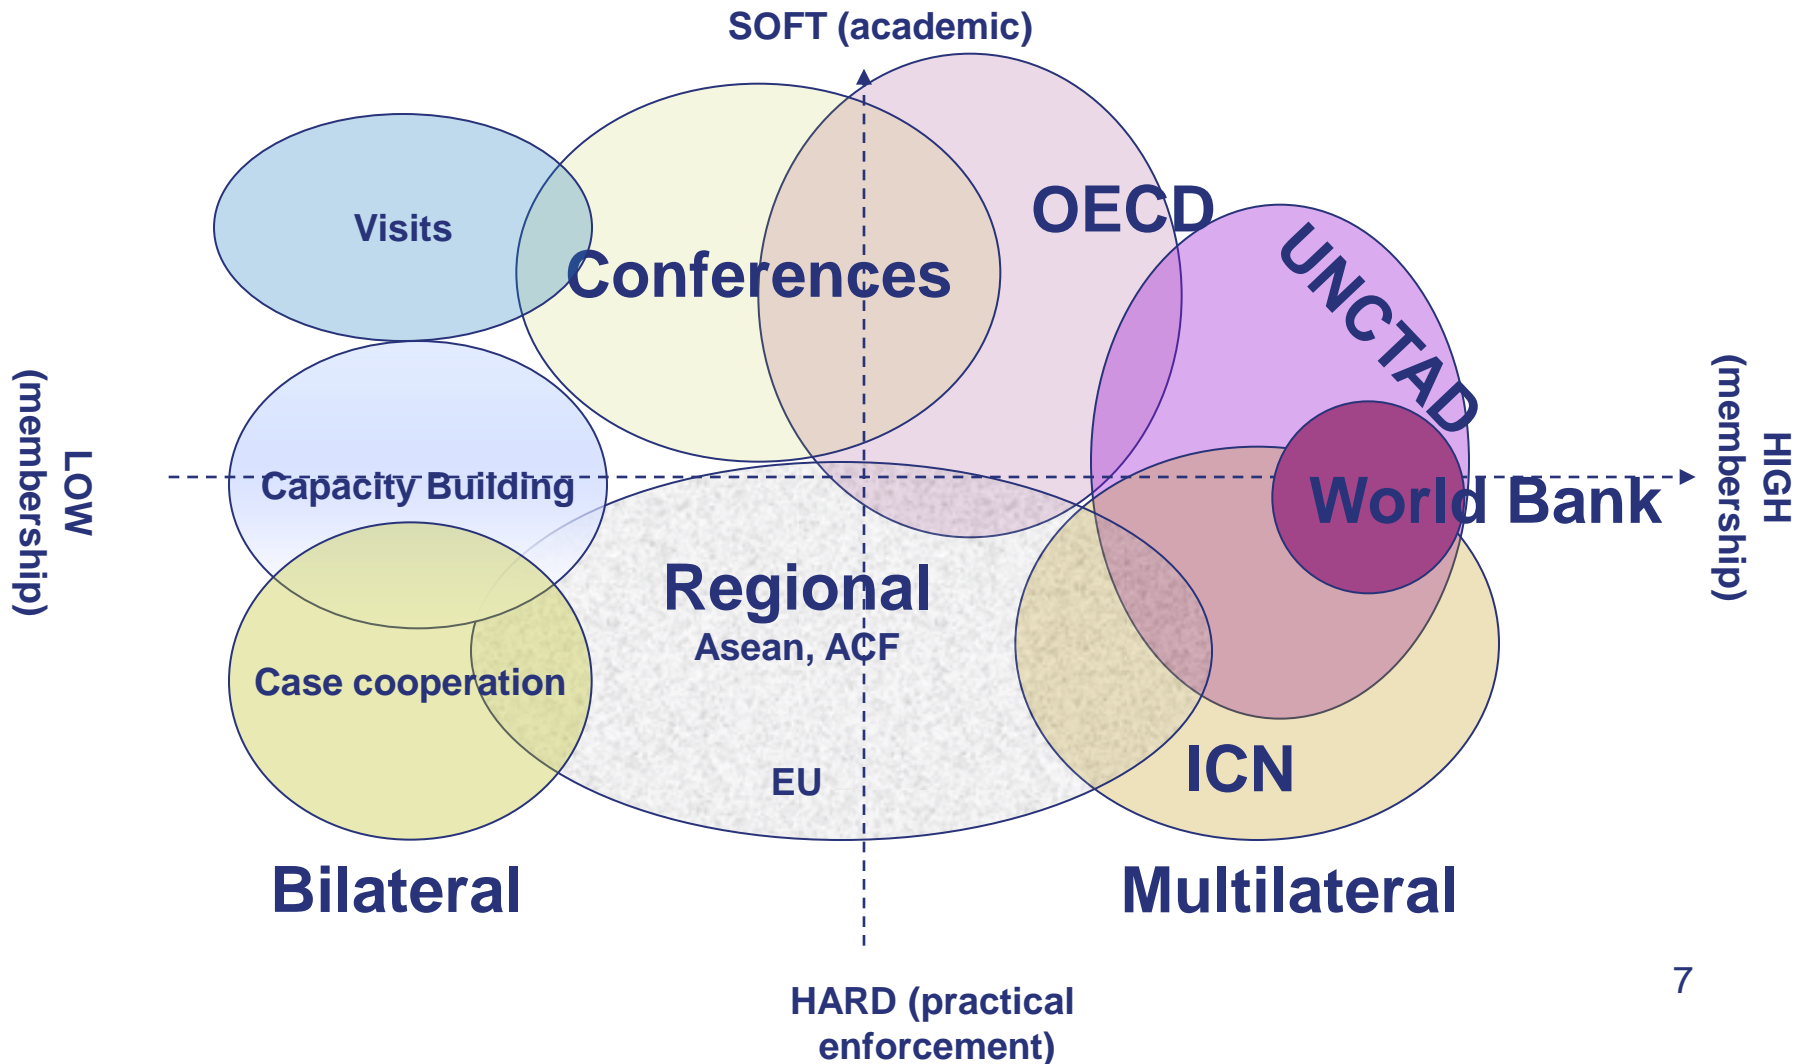 SOFT (academic)
OECD
Visits
Conferences
UNCTAD
LOW
(membership)
HIGH
(membership)
Capacity Building
World Bank
Regional
Asean, ACF
Case cooperation
EU
ICN
Bilateral
Multilateral
7
HARD (practical
enforcement)